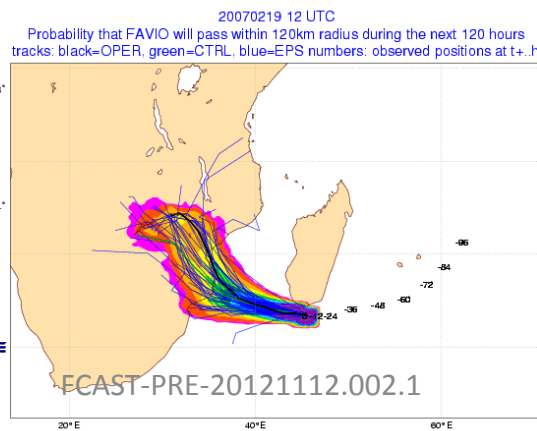 20070219 12 UTC
Probability that FAVIO will pass within 120km radius during the next 120 hours
tracks: black=OPER, green=CTRL, blue=EPS numbers: observed positions at t+..h
-96
-84
-72
-60
-48
-36
-12-24
FCAST-PRE-20121112.002.1
20°E 40°E 60°E